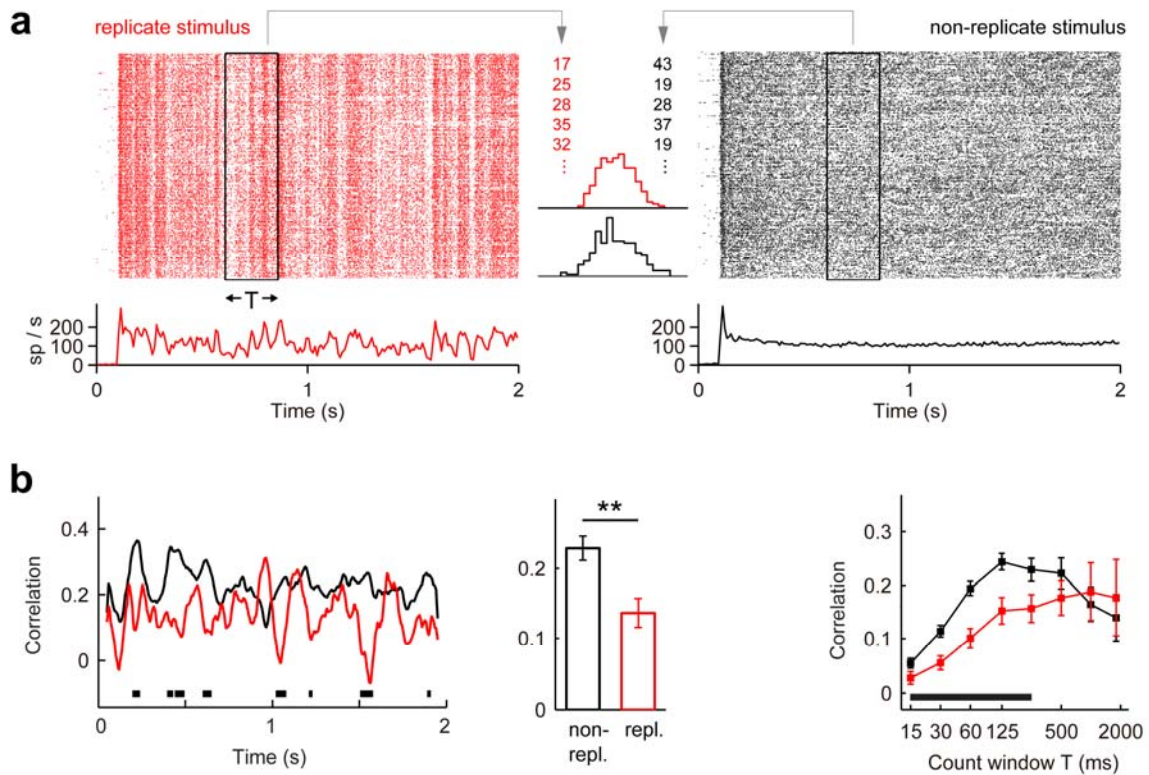 a
replicate stimulus
non-replicate stimulus
17
25
28
35
32
⋮
43
19
28
37
19
⋮
T
sp / s
200
100
0
0
1
2
Time (s)
200
100
0
0
1
2
Time (s)
b
Correlation
0.4
0.2
0
0
1
2
Time (s)
**
0.2
0.1
0
non-
repl.
repl.
Correlation
0.3
0.2
0.1
0
15 30 60 125 500 2000
Count window T (ms)